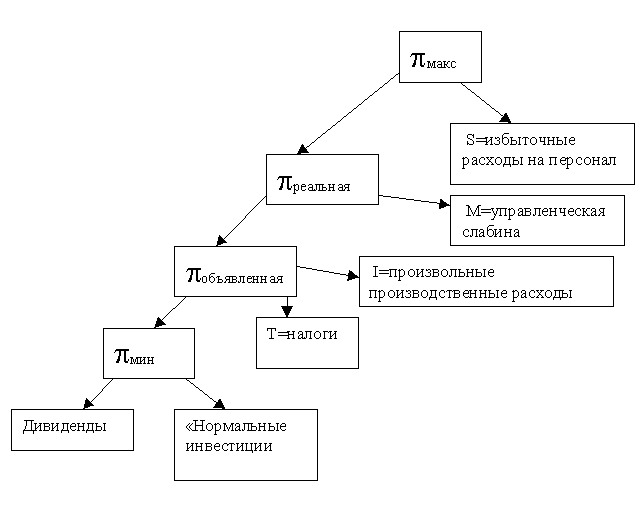 πмакс
S=избыточные
расходы на персонал
πреальная
М=управленческая
слабина
πобъявленная
I=произвольные
производственные расходы
Т=налоги
πмин
Дивиденды
«Нормальные
инвестиции